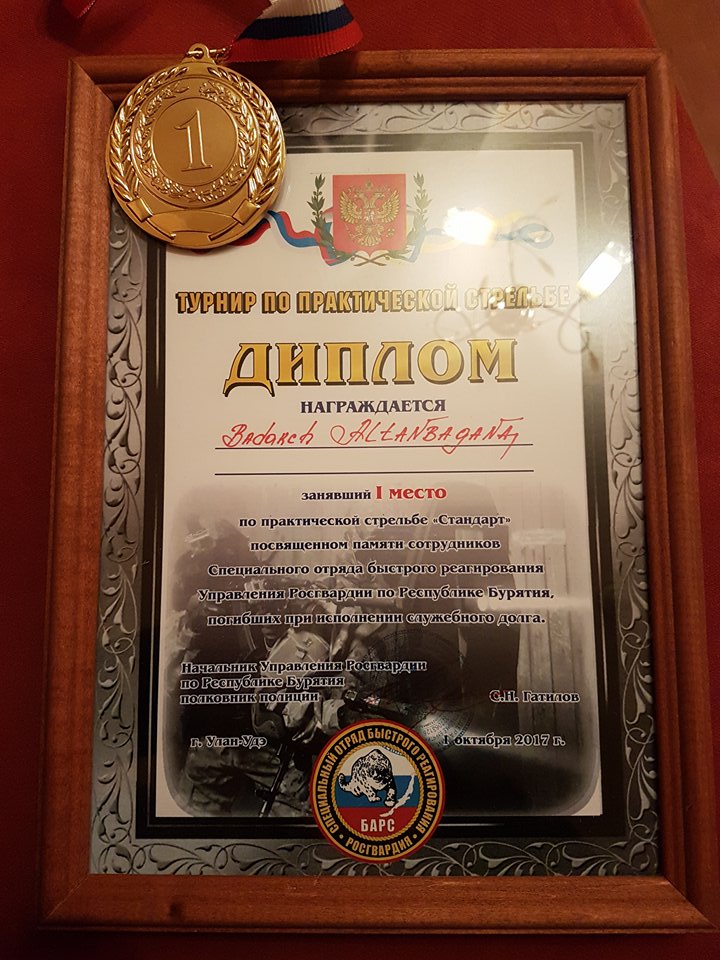 1
ТУРНИР ПО ПРАКТИЧЕСКОЙ СТРЕЛЬБЕ
ДИПЛОМ
НАГРАЖДАЕТСЯ
Badarch ALtANBAgANA,
занявший I место
по практической стрельбе «Стандарт»
посвященном памяти сотрудников
Специального отряда быстрого реагирования
Управления Росгвардии по Республике Бурятия,
погибших при исполнении служебного долга.
Начальник Управления Росгвардии
по Республике Бурятия
полковник полиции
С.Н. Гатилов
г. Улан-Удэ
1 октября 2017 г.
СПЕЦИАЛЬНЫЙ ОТРЯД БЫСТРОГО РЕАГИРОВАНИЯ
БАРС
РОСГВАРДИЯ